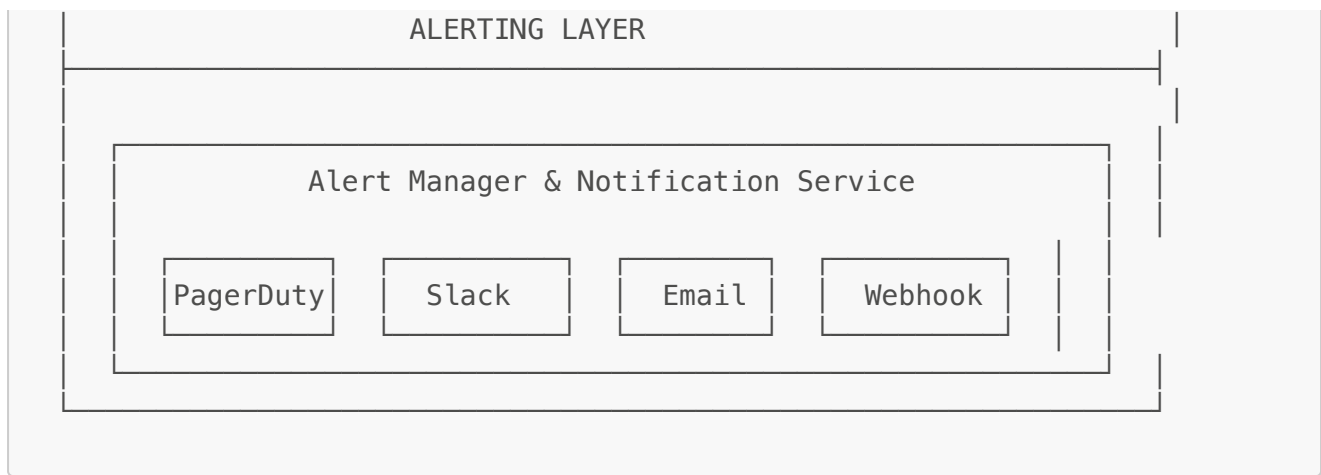 ALERTING LAYER
Alert Manager & Notification Service
PagerDuty Slack Email Webhook